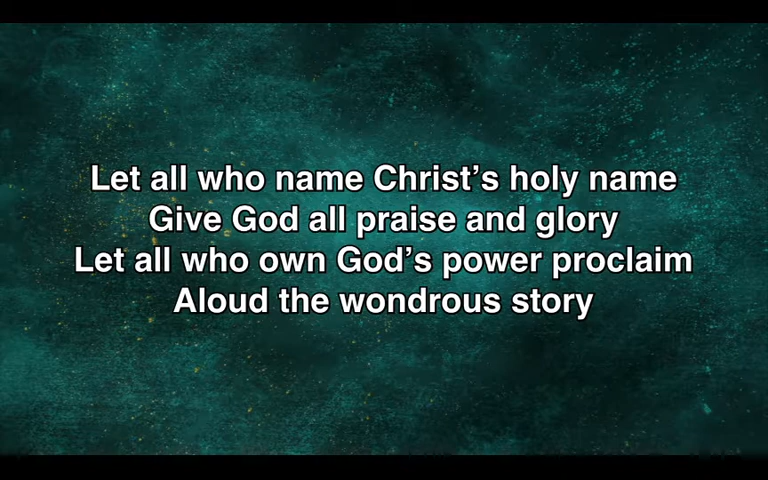 Let all who name Christ’s holy name
Give God all praise and glory
Let all who own God’s power proclaim
Aloud the wondrous story